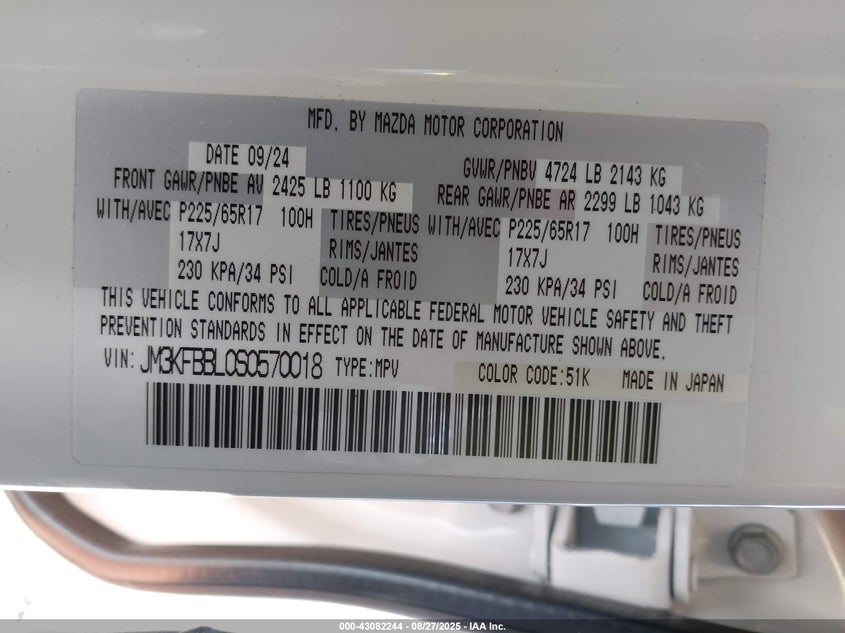 MFD. BY MAZDA MOTOR CORPORATION
DATE 09/24 GVWR/PNBV 4724 LB 2143 KG
FRONT GAWR/PNBE AV 2425 LB 1100 KG REAR GAWR/PNBE AR 2299 LB 1043 KG
WITH/AVEC P225/65R17 100H TIRES/PNEUS WITH/AVEC P225/65R17 100H TIRES/PNEUS
17X7J RIMS/JANTES 17X7J RIMS/JANTES
230 KPA/34 PSI COLD/A FROID 230 KPA/34 PSI COLD/A FROID
THIS VEHICLE CONFORMS TO ALL APPLICABLE FEDERAL MOTOR VEHICLE SAFETY AND THEFT
PREVENTION STANDARDS IN EFFECT ON THE DATE OF MANUFACTURE SHOWN ABOVE.
VIN: JM3KFBBL0S0570018 TYPE:MPV COLOR CODE:51K MADE IN JAPAN
000-43082244 - 08/27/2025 - IAA Inc.